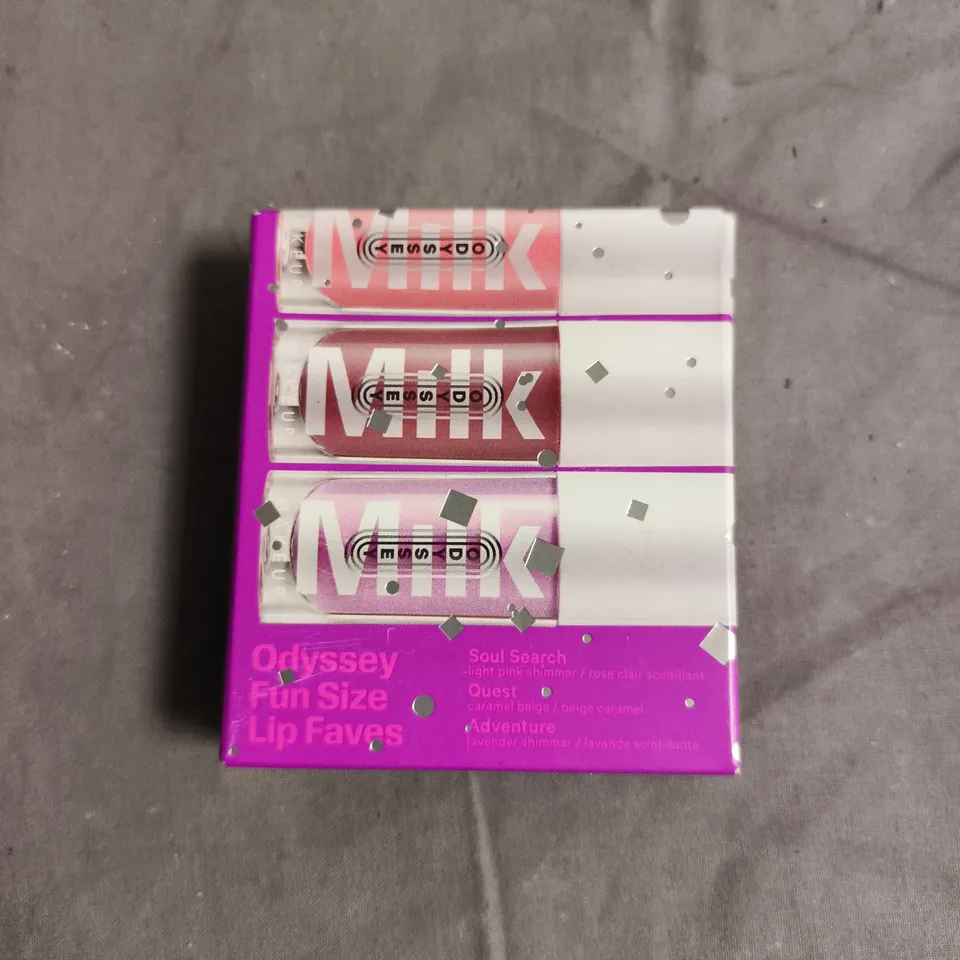 Milk
ODYSSEY
Milk
ODYSSEY
Milk
ODYSSEY
Odyssey
Fun Size
Lip Faves
Soul Search
light pink shimmer / rose clair scintillant
Quest
caramel beige / beige caramel
Adventure
lavender shimmer / lavande scintillante